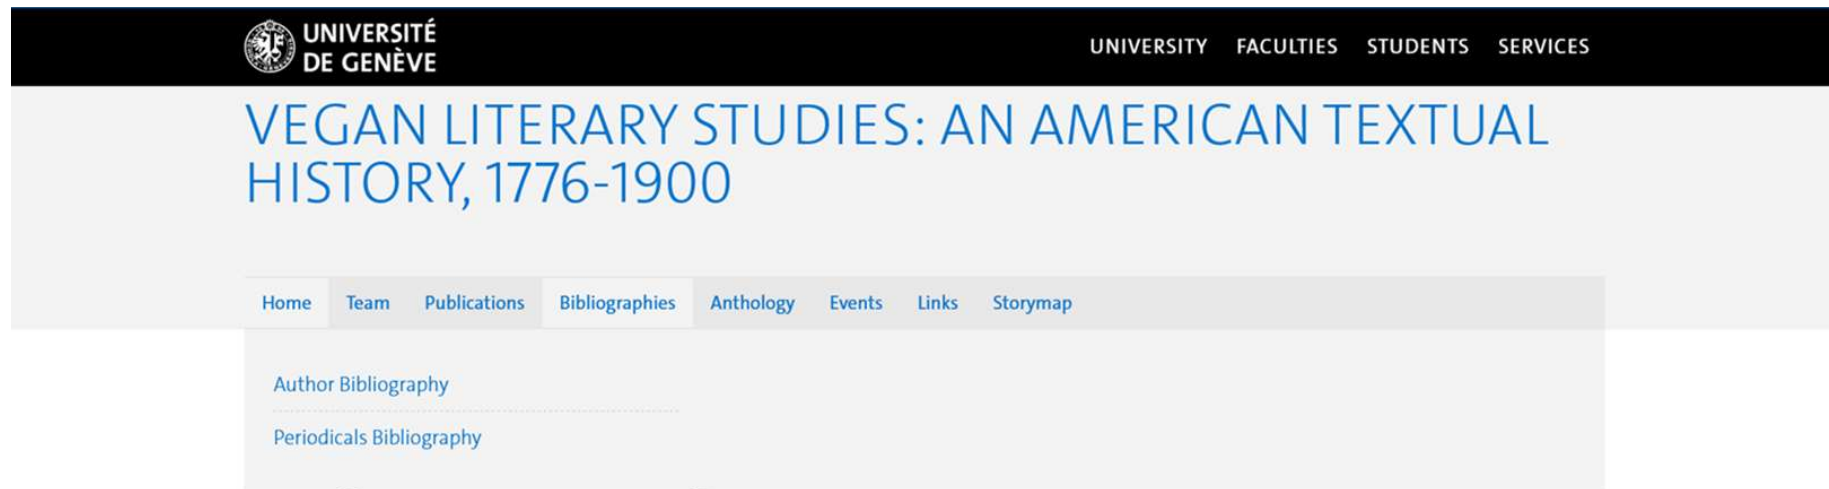 UNIVERSITÉ
DE GENÈVE
UNIVERSITY FACULTIES STUDENTS SERVICES
VEGAN LITERARY STUDIES: AN AMERICAN TEXTUAL
HISTORY, 1776-1900
Home Team Publications Bibliographies Anthology Events Links Storymap
Author Bibliography
Periodicals Bibliography